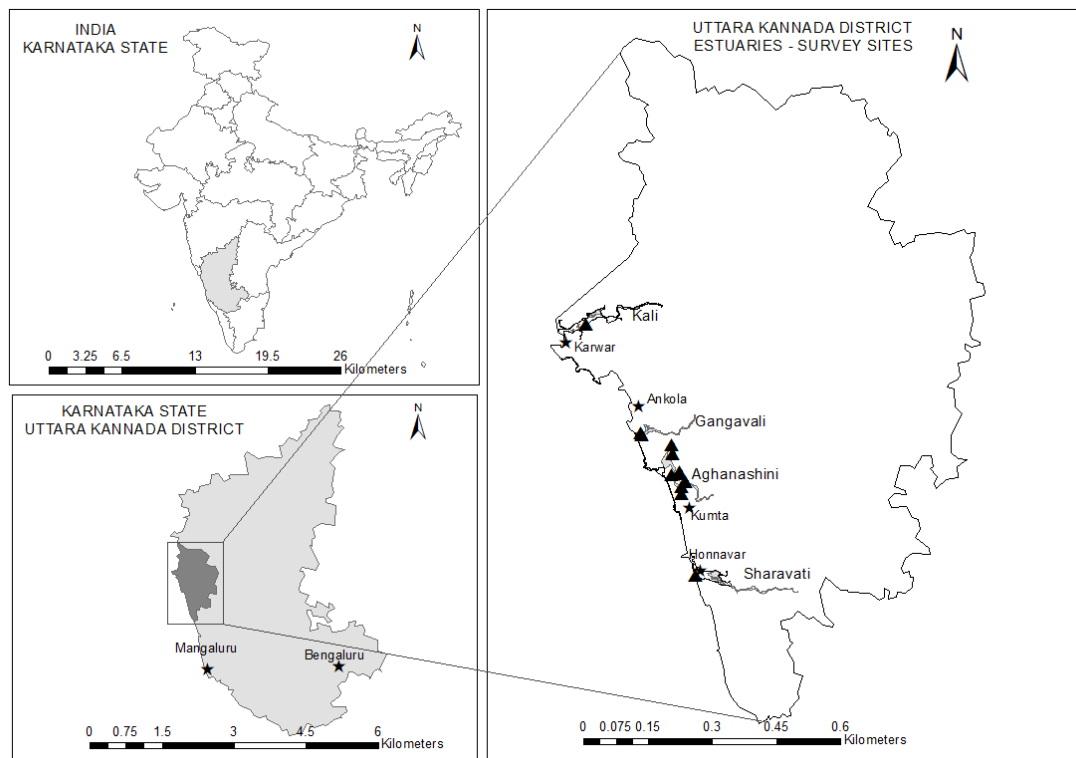 INDIA
KARNATAKA STATE
N
0 3.25 6.5 13 19.5 26
Kilometers
KARNATAKA STATE
UTTARA KANNADA DISTRICT
N
Mangaluru
Bengaluru
0 0.75 1.5 3 4.5 6
Kilometers
UTTARA KANNADA DISTRICT
ESTUARIES - SURVEY SITES
N
Kali
Karwar
Ankola
Gangavali
Aghanashini
Kumta
Honnavar
Sharavati
0 0.075 0.15 0.3 0.45 0.6
Kilometers